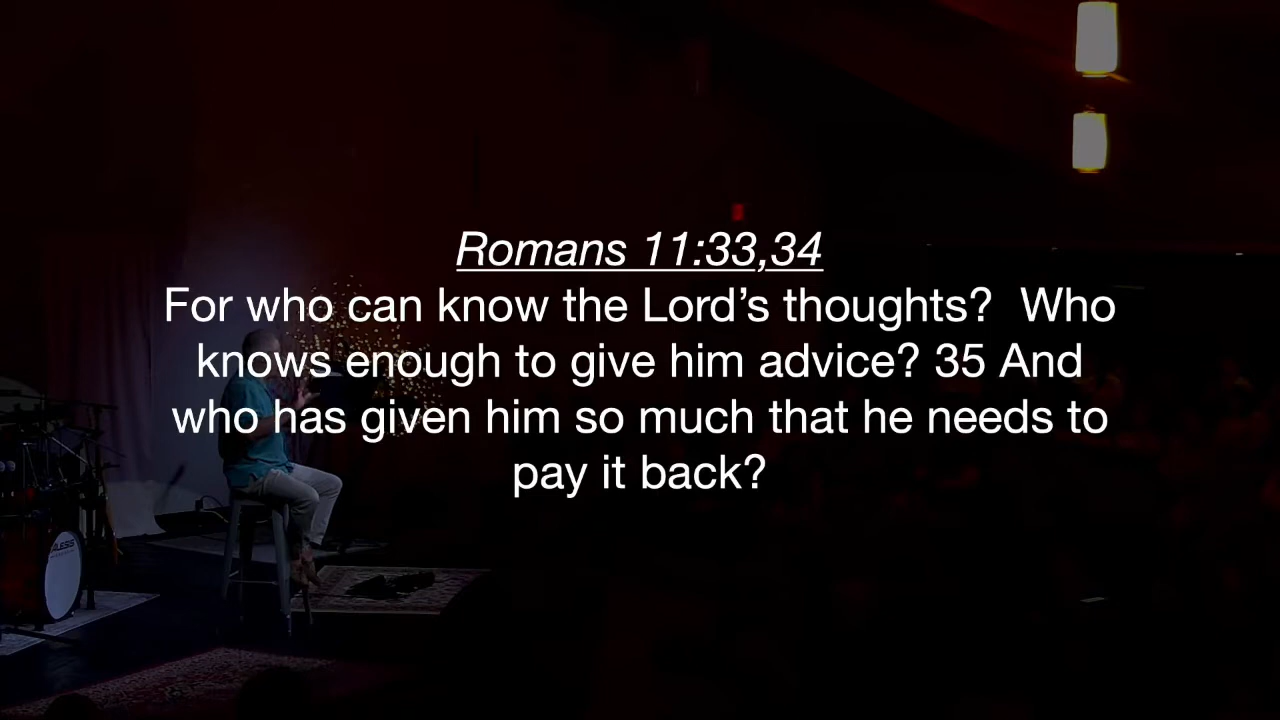 Romans 11:33,34
For who can know the Lord’s thoughts?  Who
knows enough to give him advice? 35 And
who has given him so much that he needs to
pay it back?